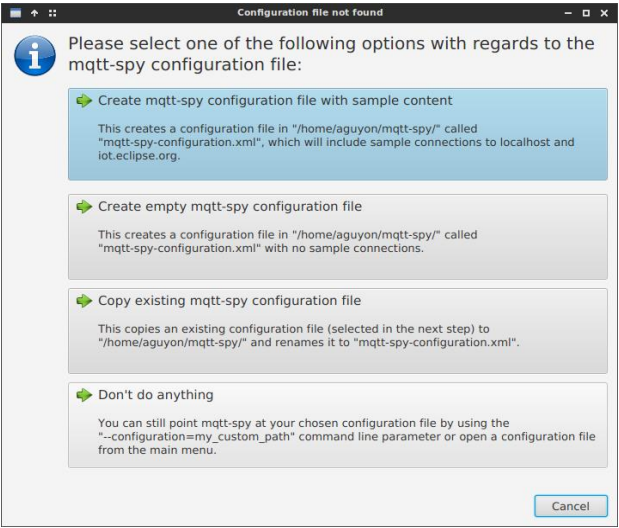 Configuration file not found
Please select one of the following options with regards to the
mqtt-spy configuration file:
Create mqtt-spy configuration file with sample content
This creates a configuration file in "/home/aguyon/mqtt-spy/" called
"mqtt-spy-configuration.xml", which will include sample connections to localhost and
iot.eclipse.org.
Create empty mqtt-spy configuration file
This creates a configuration file in "/home/aguyon/mqtt-spy/" called
"mqtt-spy-configuration.xml" with no sample connections.
Copy existing mqtt-spy configuration file
This copies an existing configuration file (selected in the next step) to
"/home/aguyon/mqtt-spy/" and renames it to "mqtt-spy-configuration.xml".
Don't do anything
You can still point mqtt-spy at your chosen configuration file by using the
"--configuration=my_custom_path" command line parameter or open a configuration file
from the main menu.
Cancel